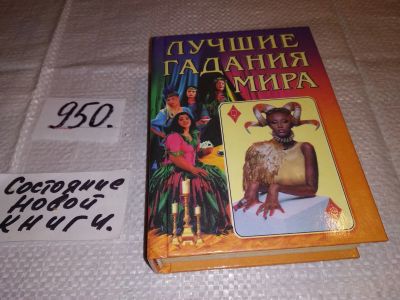 950.
Состояние
новой
книги.
ЛУЧШИЕ
ГАДАНИЯ
МИРА